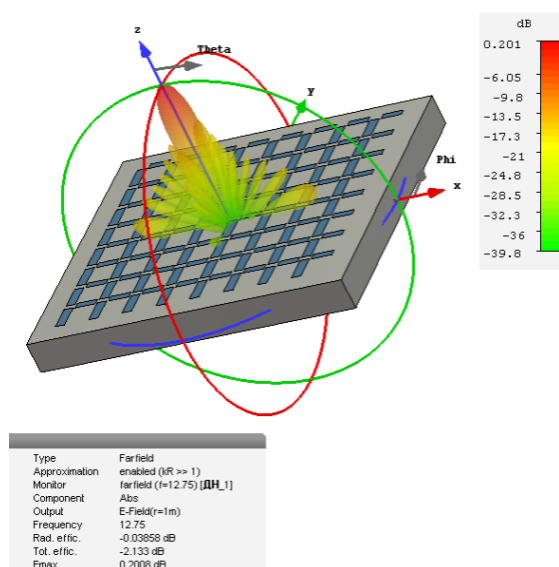 z
Theta
y
Phi
x
dB
0.201
-6.05
-9.8
-13.5
-17.3
-21
-24.8
-28.5
-32.3
-36
-39.8
Type Farfield
Approximation enabled (kR >> 1)
Monitor farfield (f=12.75) [ДН_1]
Component Abs
Output E-Field(r=1m)
Frequency 12.75
Rad. effic. -0.03858 dB
Tot. effic. -2.133 dB
Emax 0.2008 dB